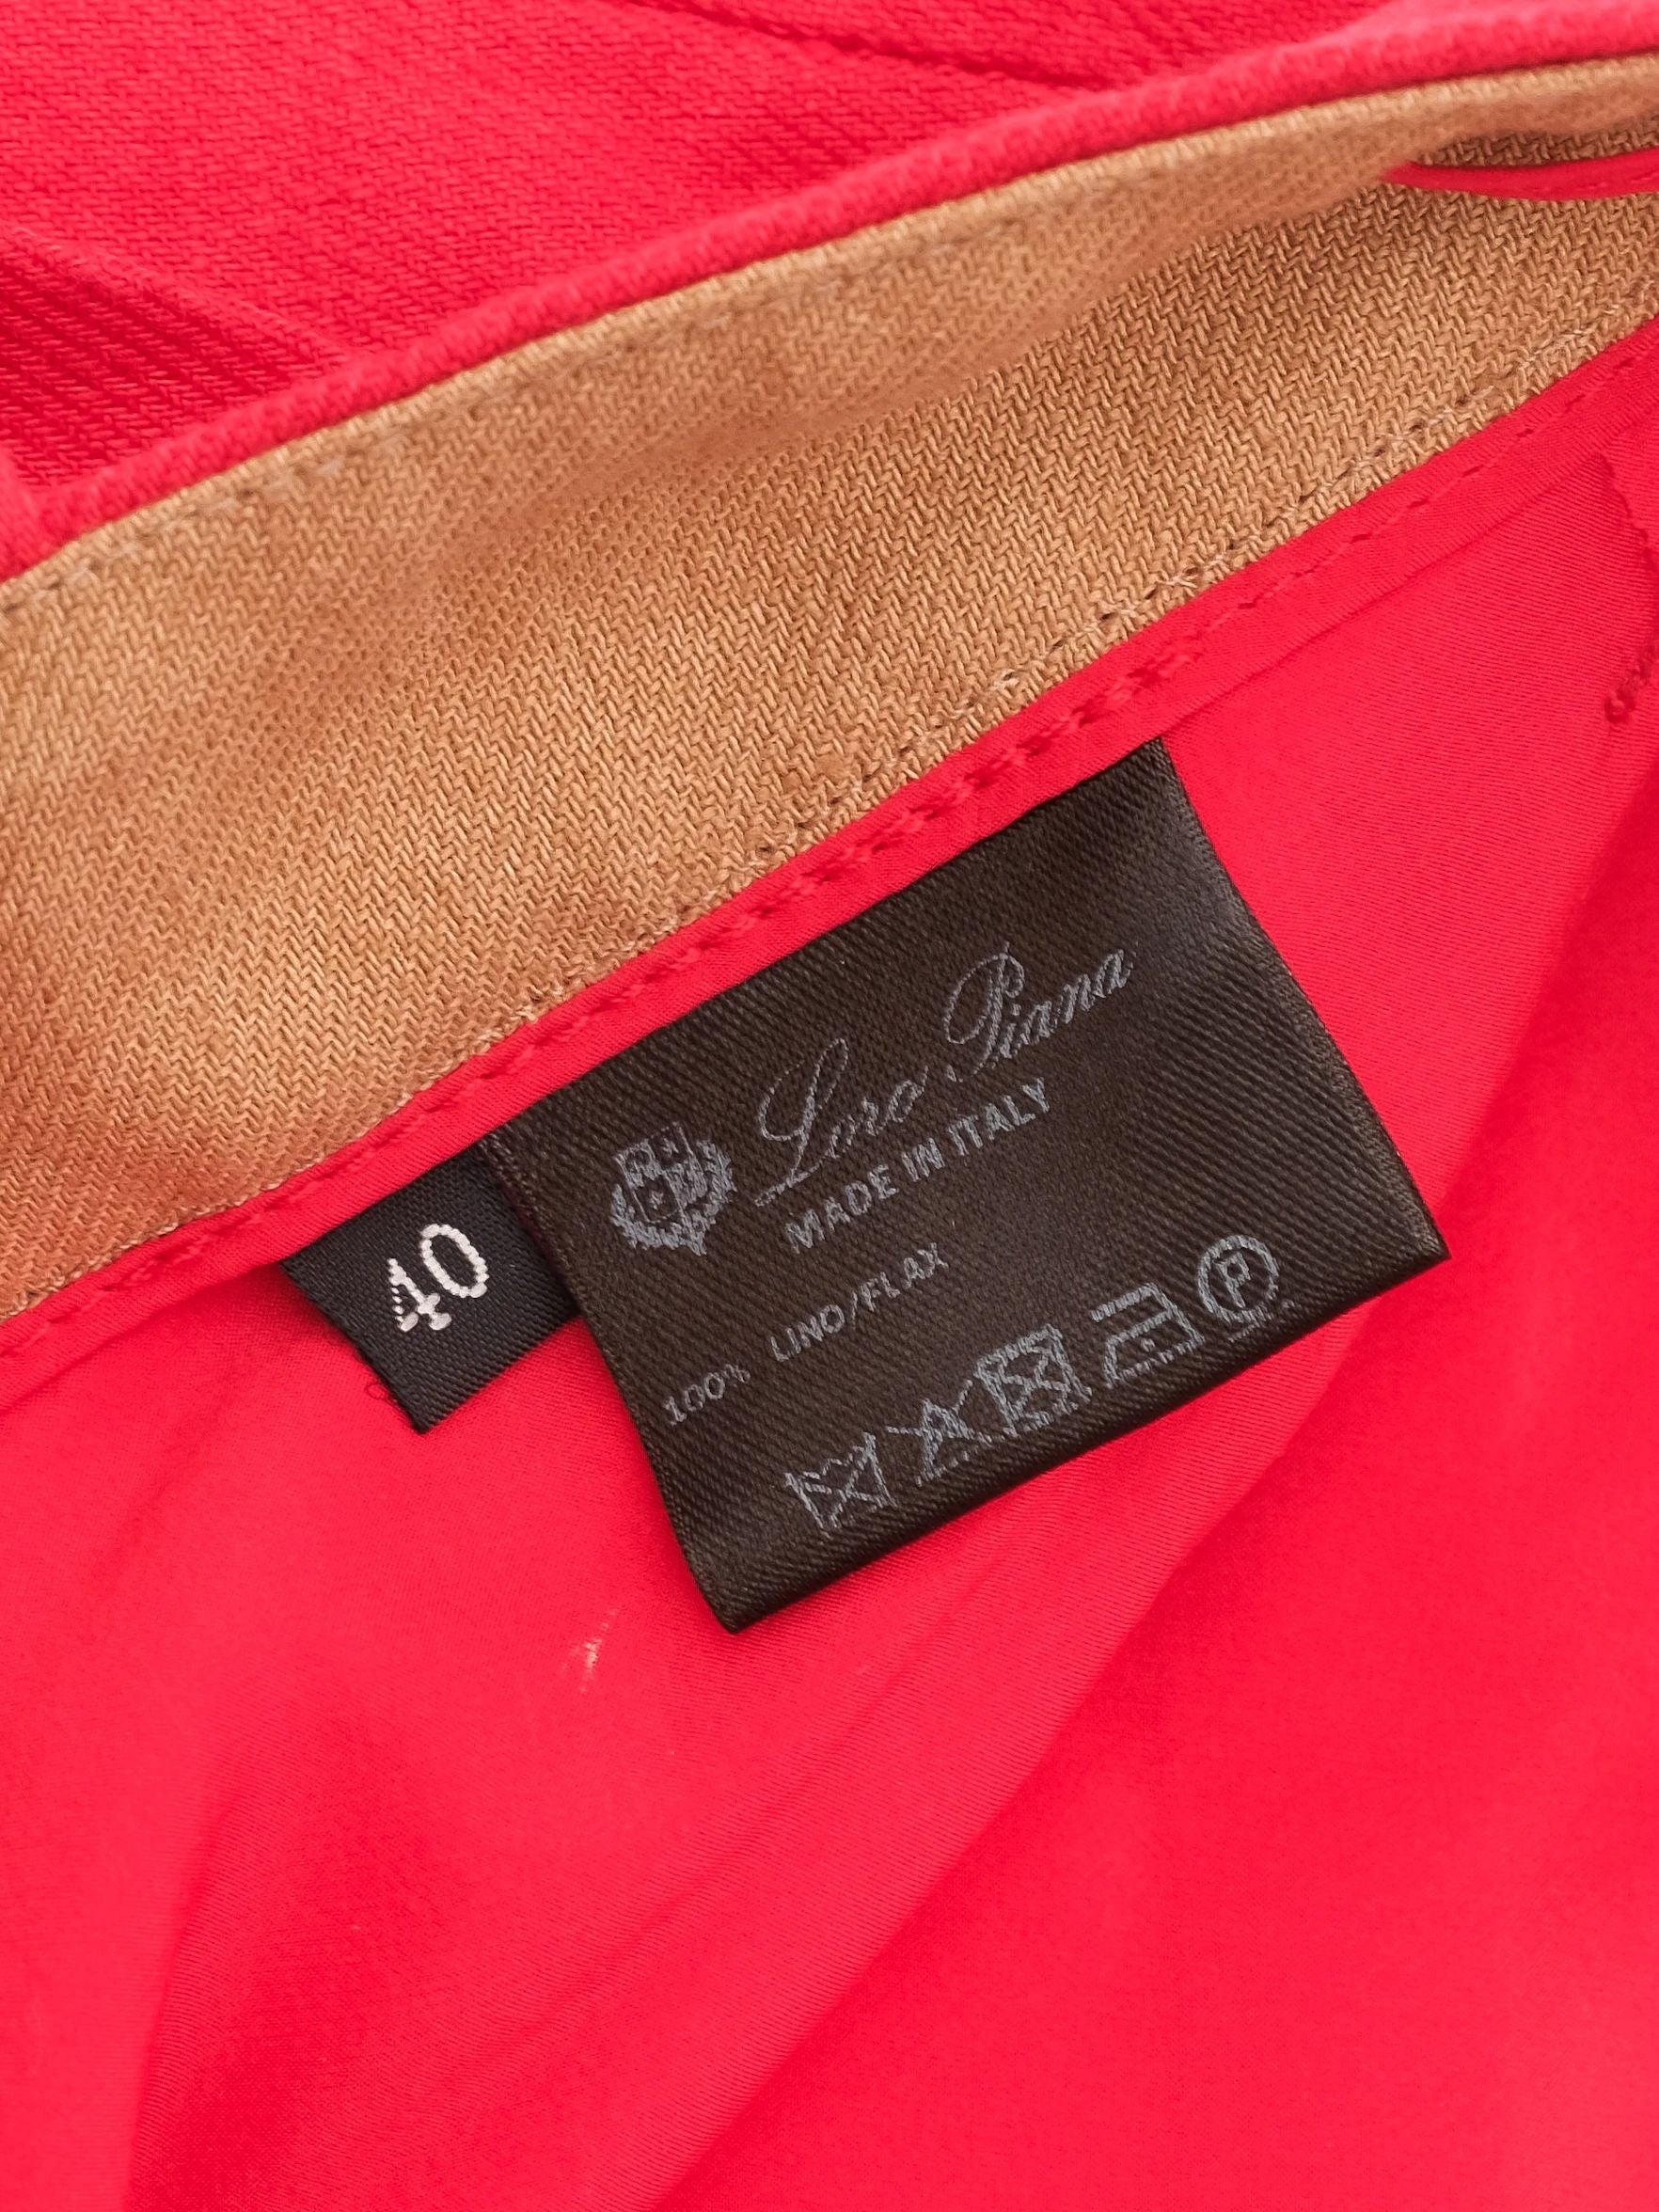 Loro Piana
MADE IN ITALY
100% LINO/FLAX
P
40